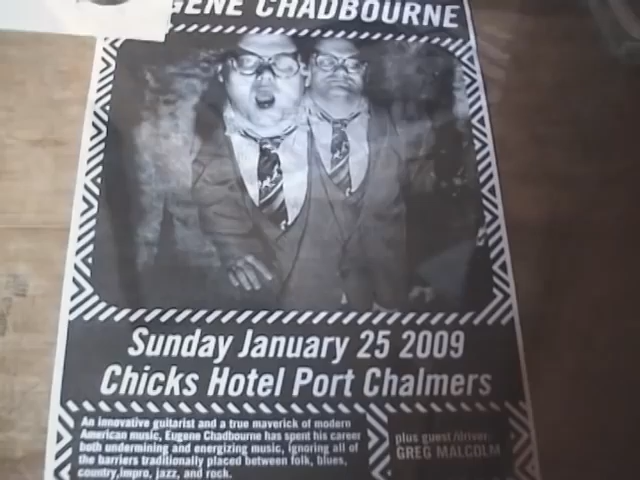 GENE CHADBOURNE
Sunday January 25 2009
Chicks Hotel Port Chalmers
An innovative guitarist and a true maverick of modern
American music, Eugene Chadbourne has spent his career
both undermining and energizing music, ignoring all of
the barriers traditionally placed between folk, blues,
country,impro, jazz, and rock.
plus guest/driver:
GREG MALCOLM